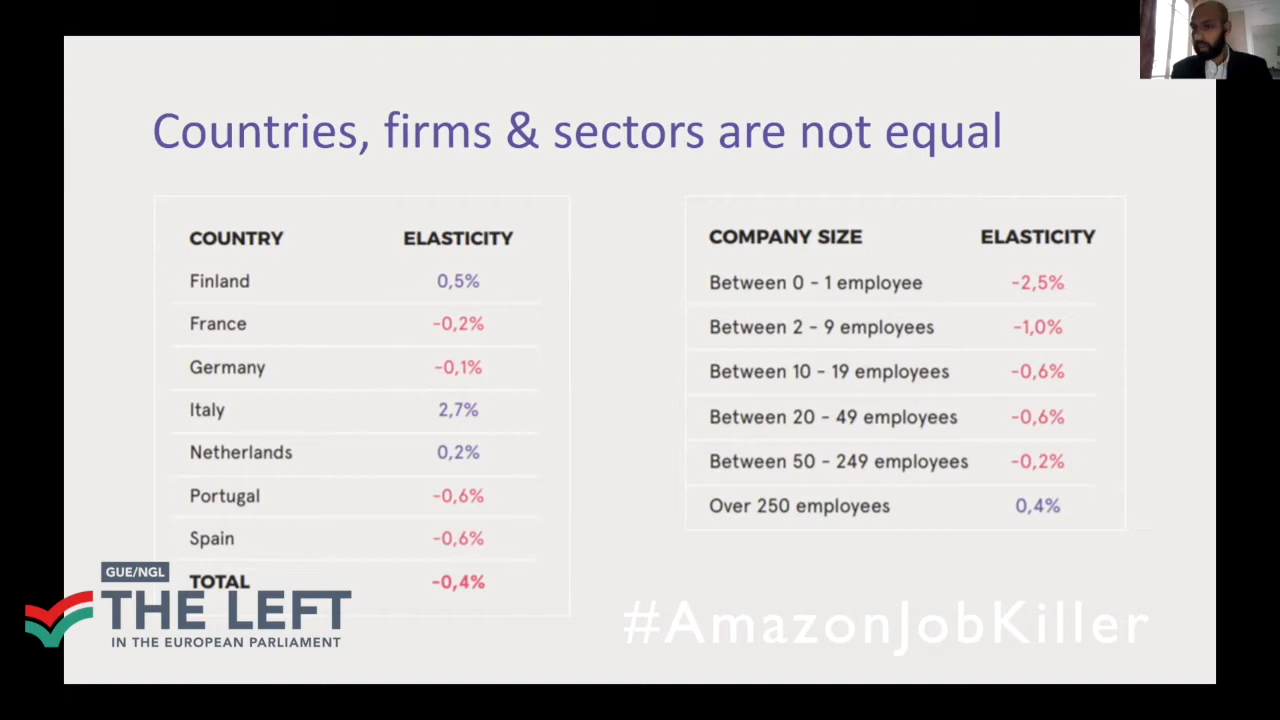 Countries, firms & sectors are not equal
COUNTRY ELASTICITY
Finland 0,5%
France -0,2%
Germany -0,1%
Italy 2,7%
Netherlands 0,2%
Portugal -0,6%
Spain -0,6%
TOTAL -0,4%
COMPANY SIZE ELASTICITY
Between 0 - 1 employee -2,5%
Between 2 - 9 employees -1,0%
Between 10 - 19 employees -0,6%
Between 20 - 49 employees -0,6%
Between 50 - 249 employees -0,2%
Over 250 employees 0,4%
GUE/NGL
THE LEFT
IN THE EUROPEAN PARLIAMENT
#AmazonJobKiller